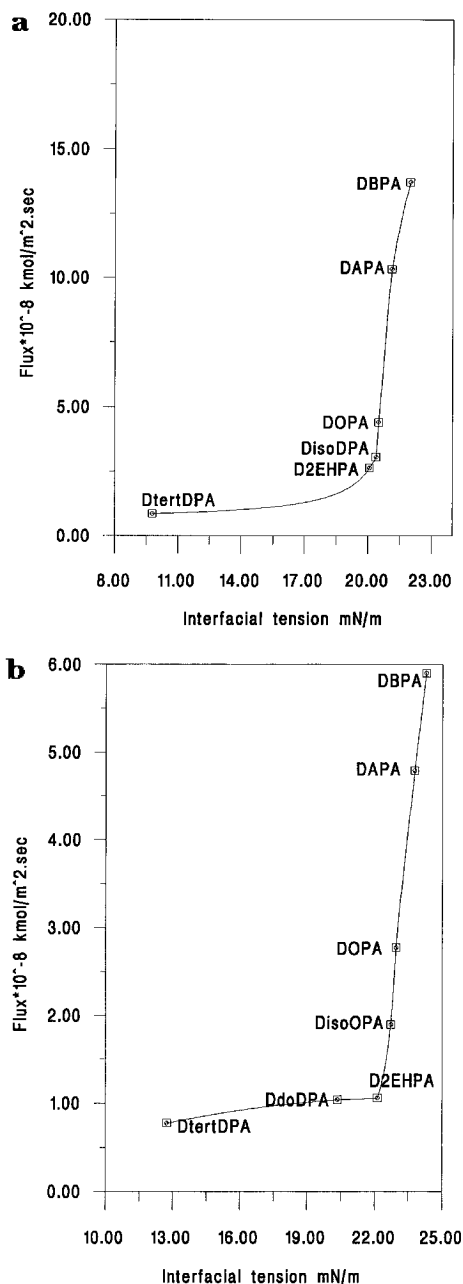 a
20.00
15.00
10.00
5.00
0.00
Flux*10^-8 kmol/m^2.sec
DBPA
DAPA
DOPA
DisoDPA
D2EHPA
DtertDPA
8.00 11.00 14.00 17.00 20.00 23.00
Interfacial tension mN/m
b
6.00
5.00
4.00
3.00
2.00
1.00
0.00
Flux*10^-8 kmol/m^2.sec
DBPA
DAPA
DOPA
DisoOPA
D2EHPA
DdoDPA
DtertDPA
10.00 13.00 16.00 19.00 22.00 25.00
Interfacial tension mN/m